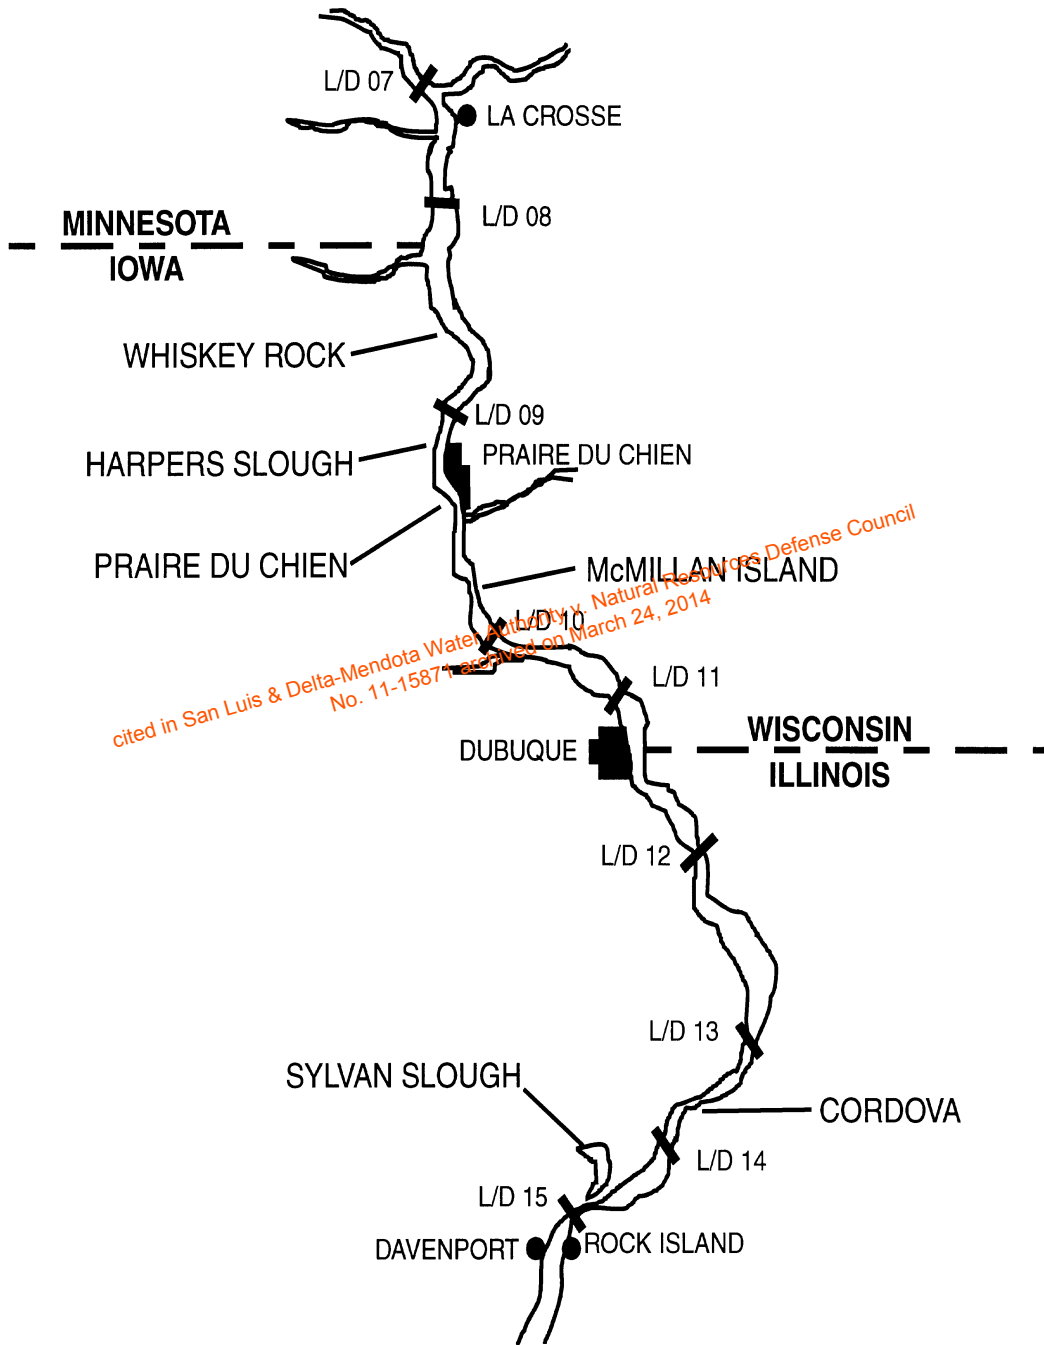 L/D 07
LA CROSSE
L/D 08
MINNESOTA
IOWA
WHISKEY ROCK
L/D 09
HARPERS SLOUGH
PRAIRE DU CHIEN
PRAIRE DU CHIEN
McMILLAN ISLAND
L/D 10
cited in San Luis & Delta-Mendota Water Authority v. Natural Resources Defense Council
No. 11-15871 archived on March 24, 2014
L/D 11
WISCONSIN
DUBUQUE
ILLINOIS
L/D 12
L/D 13
SYLVAN SLOUGH
CORDOVA
L/D 14
L/D 15
DAVENPORT
ROCK ISLAND